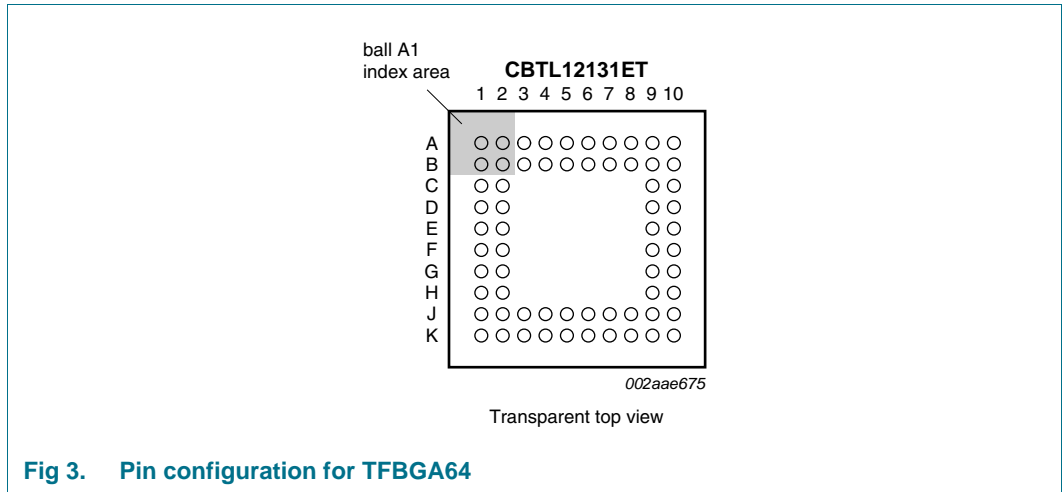 ball A1
index area
CBTL12131ET
1 2 3 4 5 6 7 8 9 10
A
B
C
D
E
F
G
H
J
K
002aae675
Transparent top view
Fig 3. Pin configuration for TFBGA64